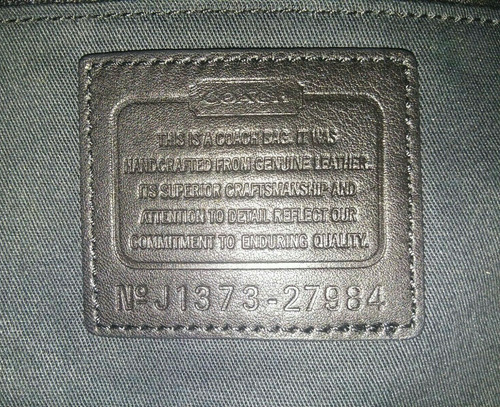 COACH
THIS IS A COACH BAG. IT WAS
HANDCRAFTED FROM GENUINE LEATHER.
ITS SUPERIOR CRAFTSMANSHIP AND
ATTENTION TO DETAIL REFLECT OUR
COMMITMENT TO ENDURING QUALITY.
Nº J1373-27984